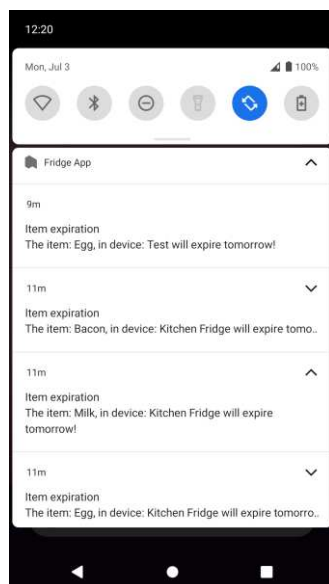 12:20
Mon, Jul 3
100%
Fridge App
9m
Item expiration
The item: Egg, in device: Test will expire tomorrow!
11m
Item expiration
The item: Bacon, in device: Kitchen Fridge will expire tomo..
11m
Item expiration
The item: Milk, in device: Kitchen Fridge will expire
tomorrow!
11m
Item expiration
The item: Egg, in device: Kitchen Fridge will expire tomorro..